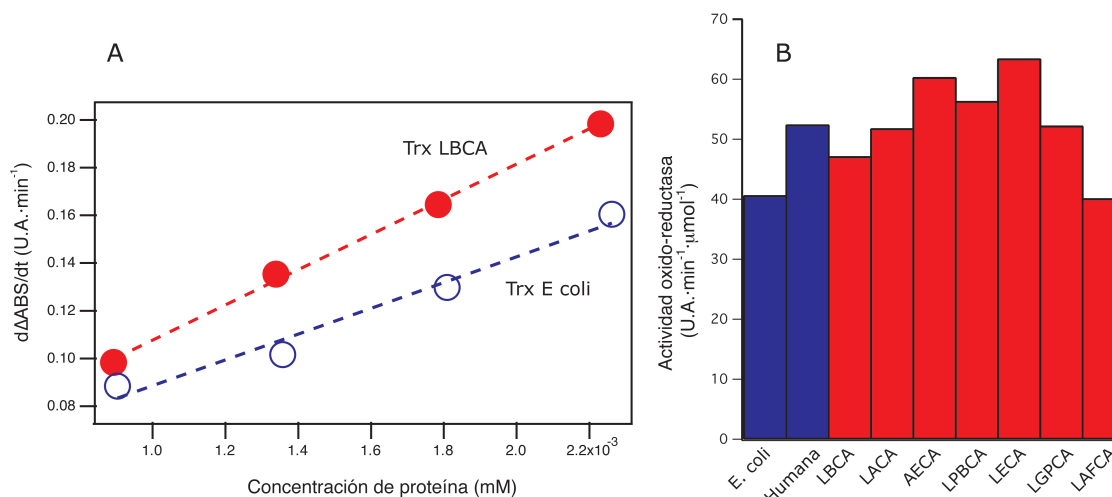 A
dΔABS/dt (U.A.·min⁻¹)
0.20
0.18
0.16
0.14
0.12
0.10
0.08
Trx LBCA
Trx E coli
1.0 1.2 1.4 1.6 1.8 2.0 2.2x10⁻³
Concentración de proteína (mM)
B
Actividad oxido-reductasa
(U.A.·min⁻¹·μmol⁻¹)
70
60
50
40
30
20
10
0
E. coli Humana LBCA LACA AECA LPBCA LECA LGPCA LAFCA